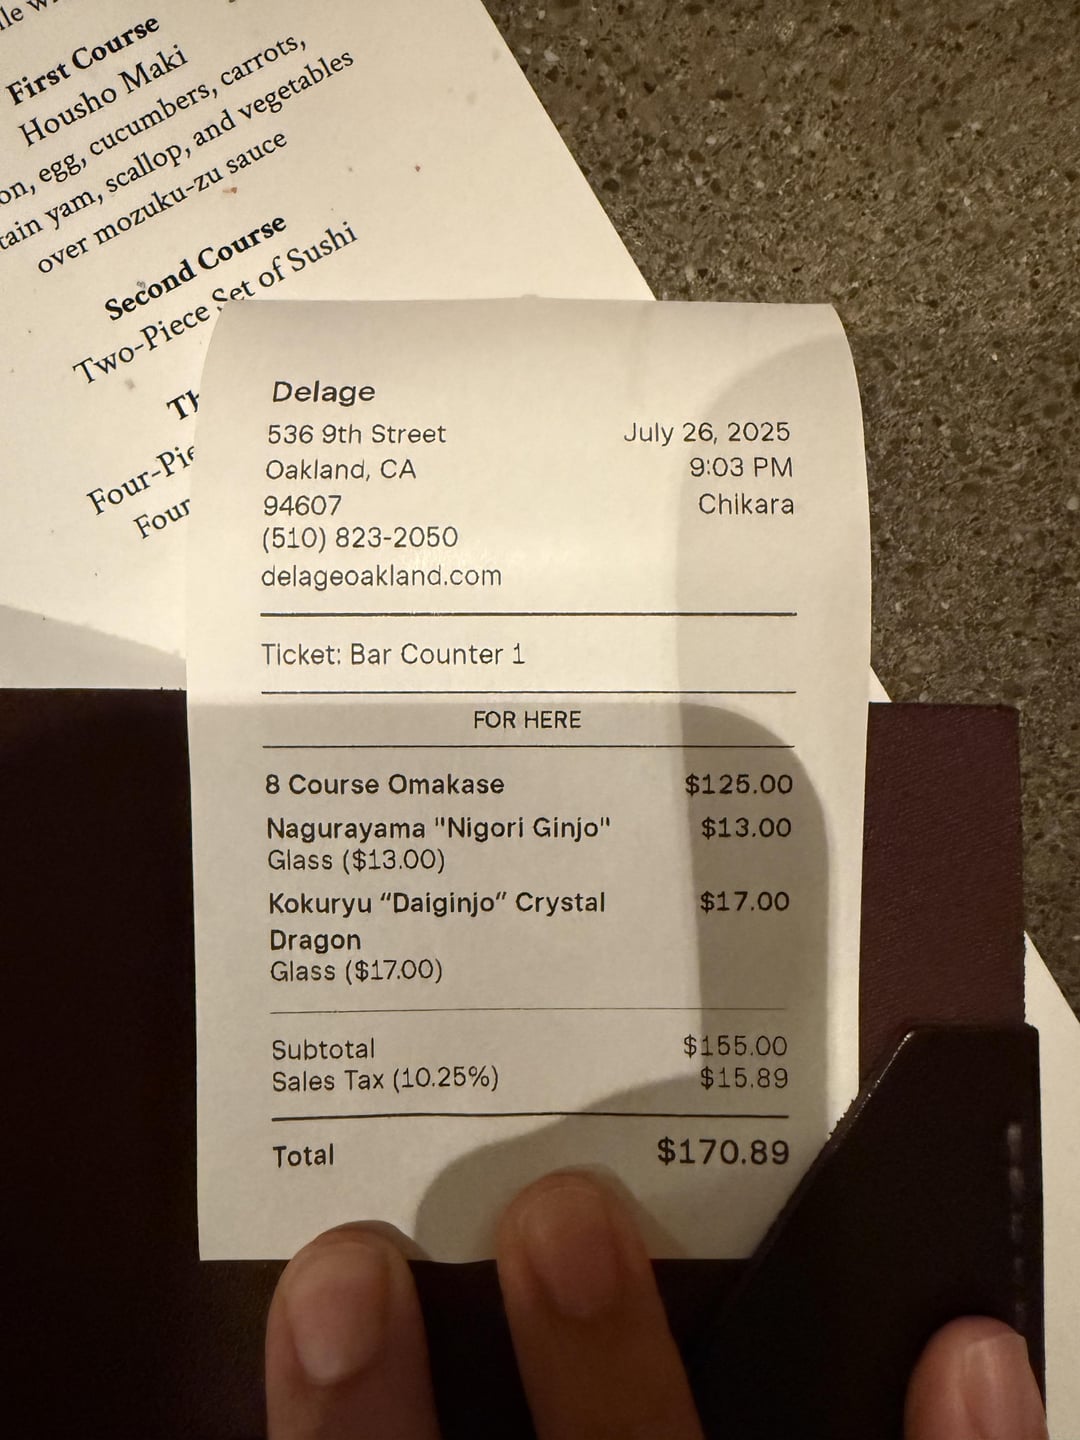 First Course
Housho Maki
egg, cucumbers, carrots,
yam, scallop, and vegetables
over mozuku-zu sauce
Second Course
Two-Piece Set of Sushi
Delage
536 9th Street
July 26, 2025
Oakland, CA
9:03 PM
94607
Chikara
(510) 823-2050
delageoakland.com
Ticket: Bar Counter 1
FOR HERE
8 Course Omakase $125.00
Nagurayama "Nigori Ginjo" $13.00
Glass ($13.00)
Kokuryu “Daiginjo” Crystal $17.00
Dragon
Glass ($17.00)
Subtotal $155.00
Sales Tax (10.25%) $15.89
Total $170.89